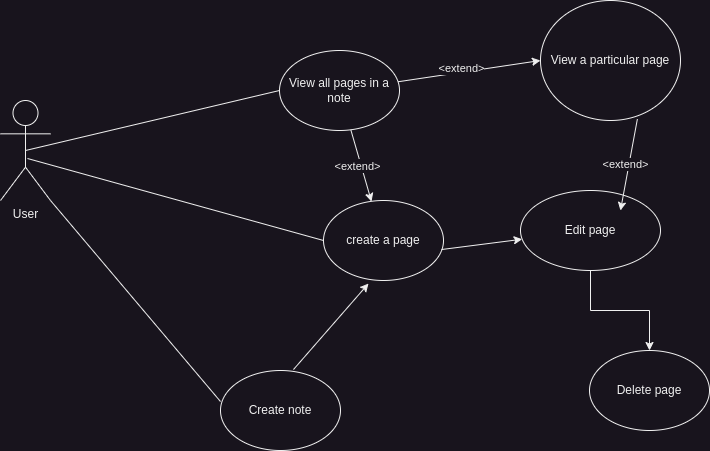 View all pages in a
note
<extend>
View a particular page
<extend>
<extend>
User
create a page
Edit page
Create note
Delete page